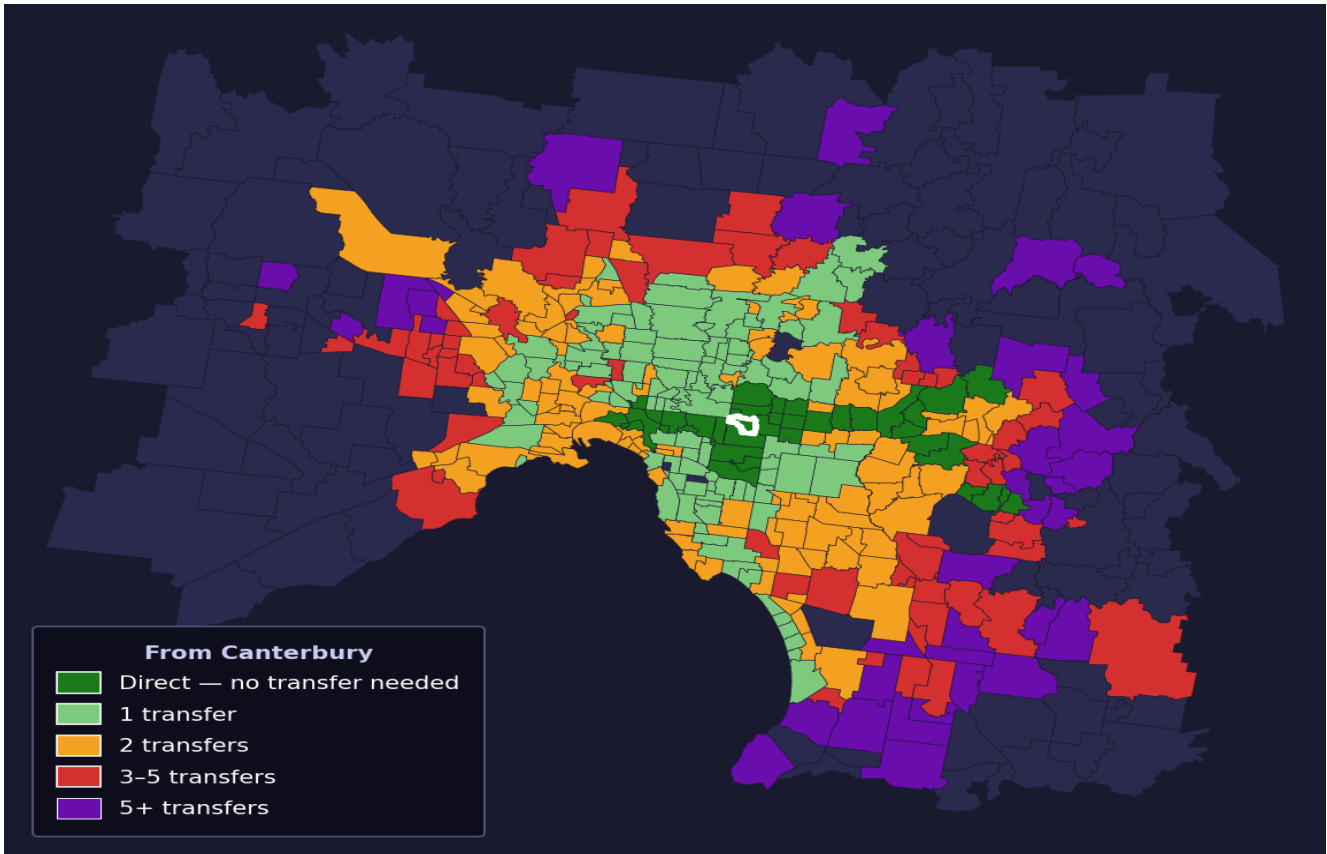 From Canterbury
Direct — no transfer needed
1 transfer
2 transfers
3–5 transfers
5+ transfers